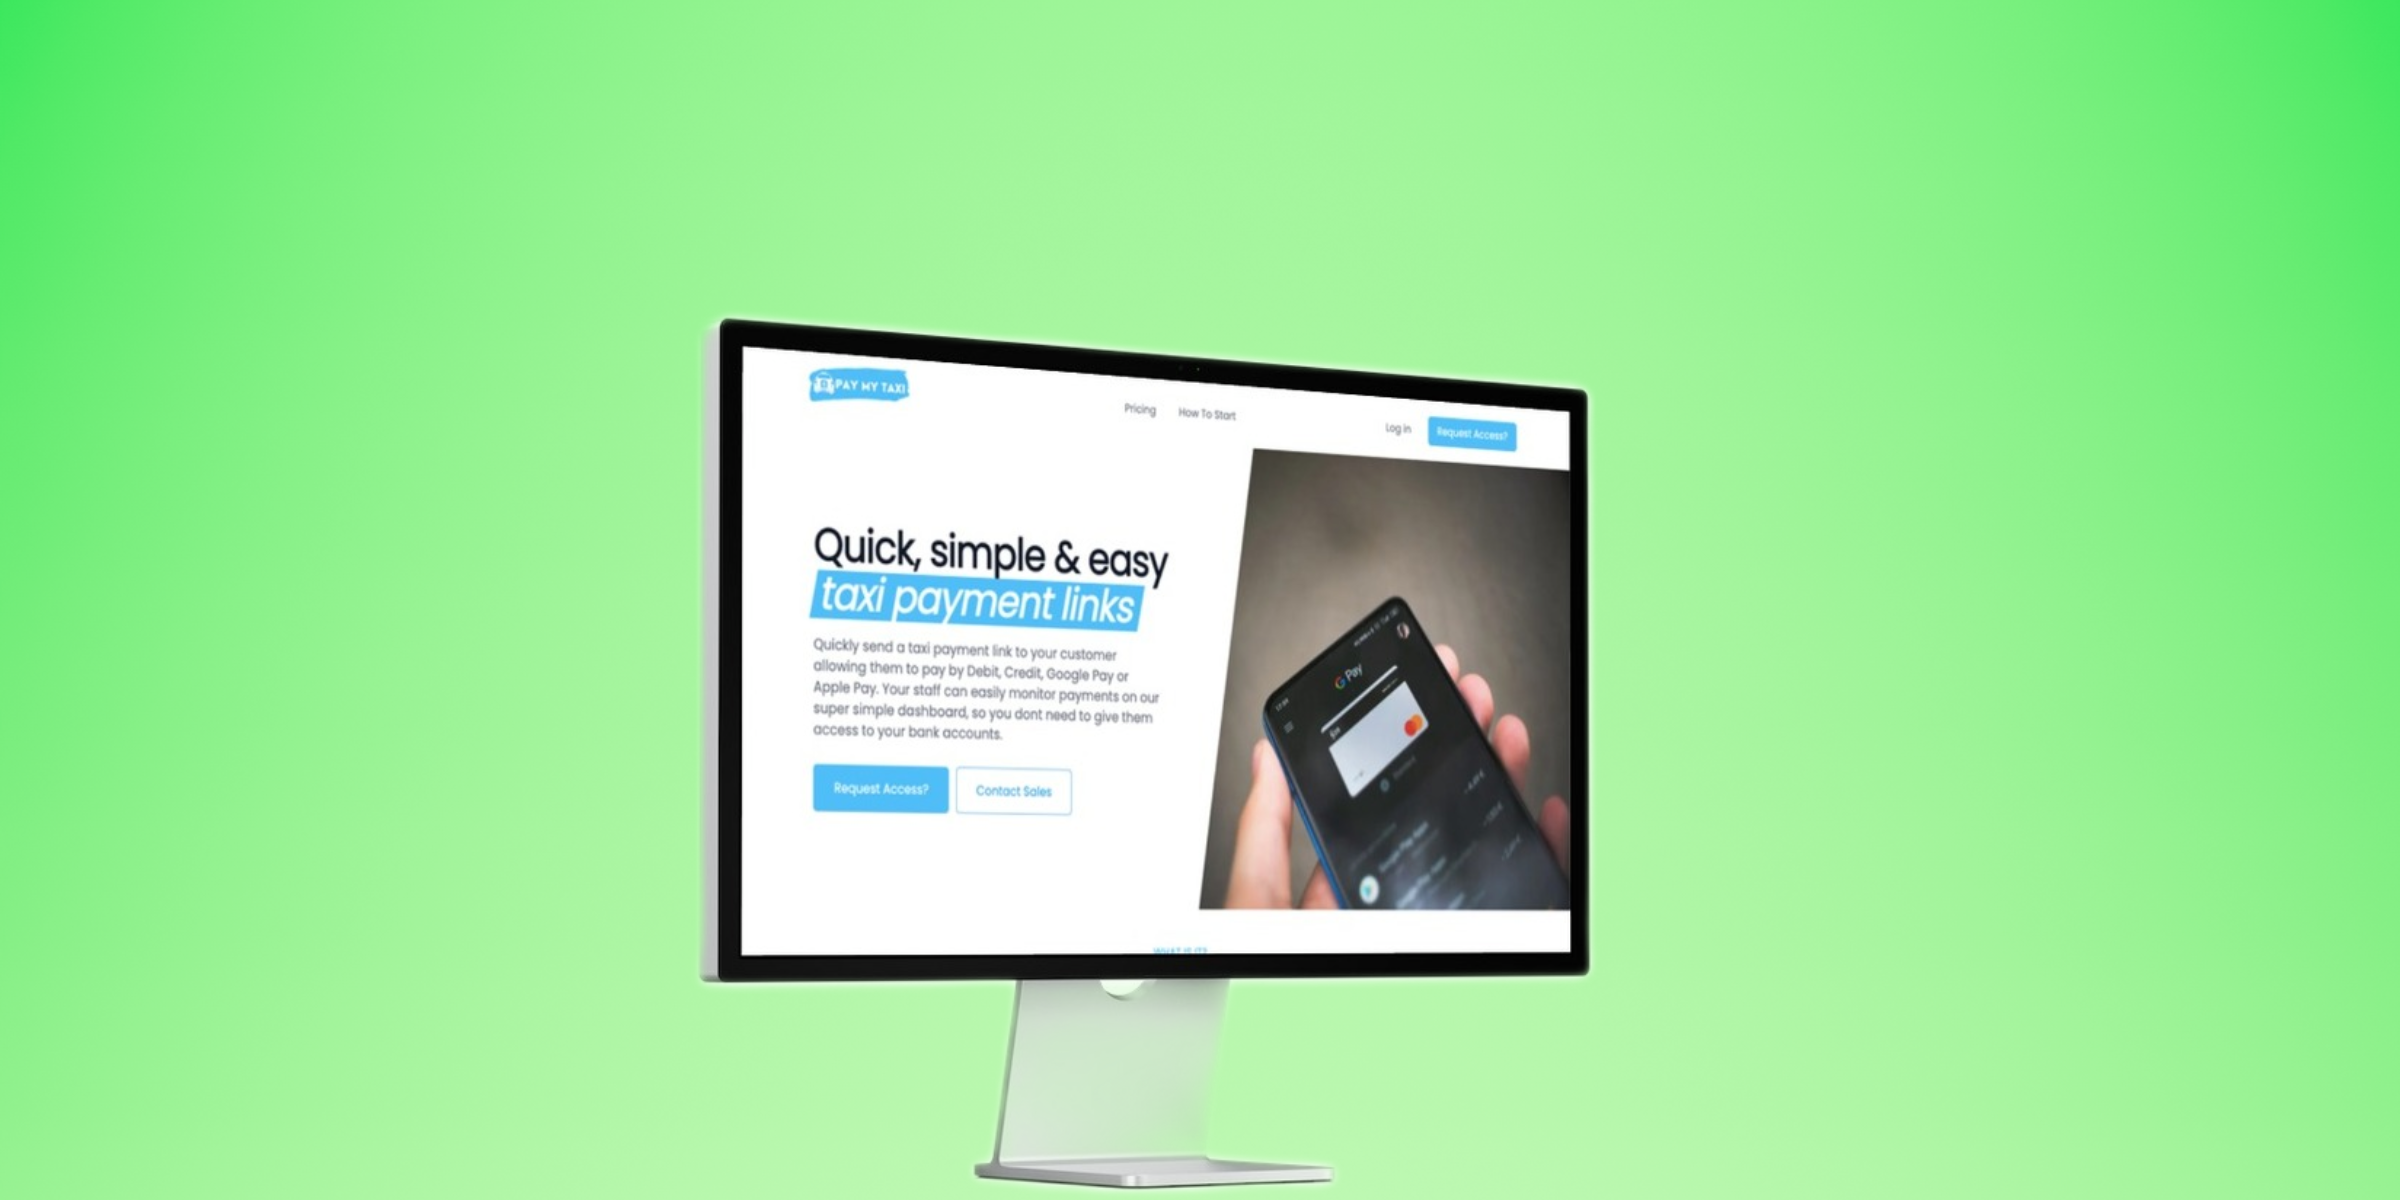 PAY MY TAXI
Pricing
How To Start
Log in
Request Access?
Quick, simple & easy
taxi payment links
Quickly send a taxi payment link to your customer
allowing them to pay by Debit, Credit, Google Pay or
Apple Pay. Your staff can easily monitor payments on our
super simple dashboard, so you dont need to give them
access to your bank accounts.
Request Access?
Contact Sales
G Pay
WHAT IS IT?